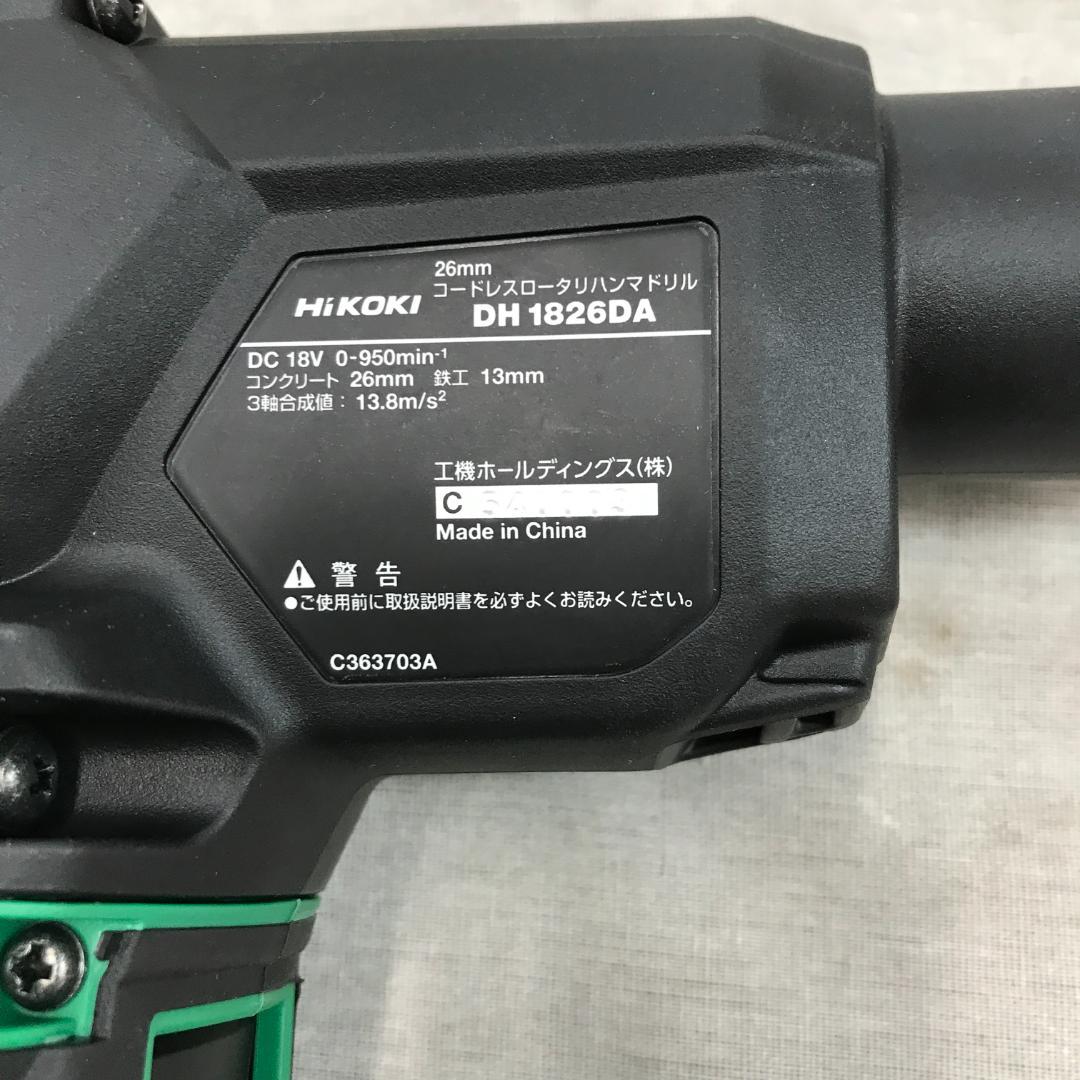 26mm
コードレスロータリハンマドリル
HiKOKI DH 1826DA
DC 18V 0-950min-¹
コンクリート 26mm 鉄工 13mm
3軸合成値: 13.8m/s²
工機ホールディングス(株)
C
Made in China
警告
●ご使用前に取扱説明書を必ずよくお読みください。
C363703A